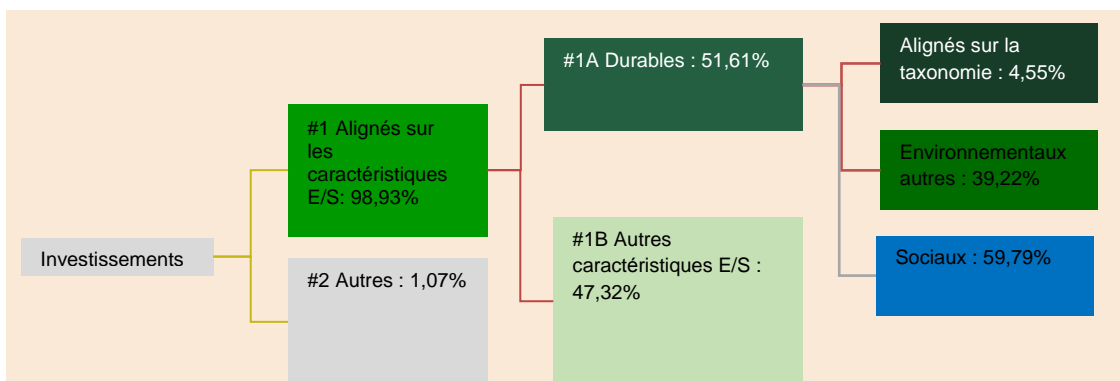 Investissements
#1 Alignés sur
les
caractéristiques
E/S: 98,93%
#2 Autres : 1,07%
#1A Durables : 51,61%
#1B Autres
caractéristiques E/S :
47,32%
Alignés sur la
taxonomie : 4,55%
Environnementaux
autres : 39,22%
Sociaux : 59,79%